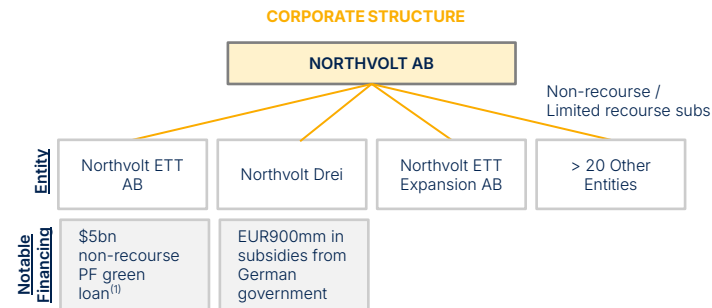 CORPORATE STRUCTURE
NORTHVOLT AB
Non-recourse /
Limited recourse subs
Entity
Northvolt ETT
AB
Northvolt Drei
Northvolt ETT
Expansion AB
> 20 Other
Entities
Notable
Financing
$5bn
non-recourse
PF green
loan(1)
EUR900mm in
subsidies from
German
government